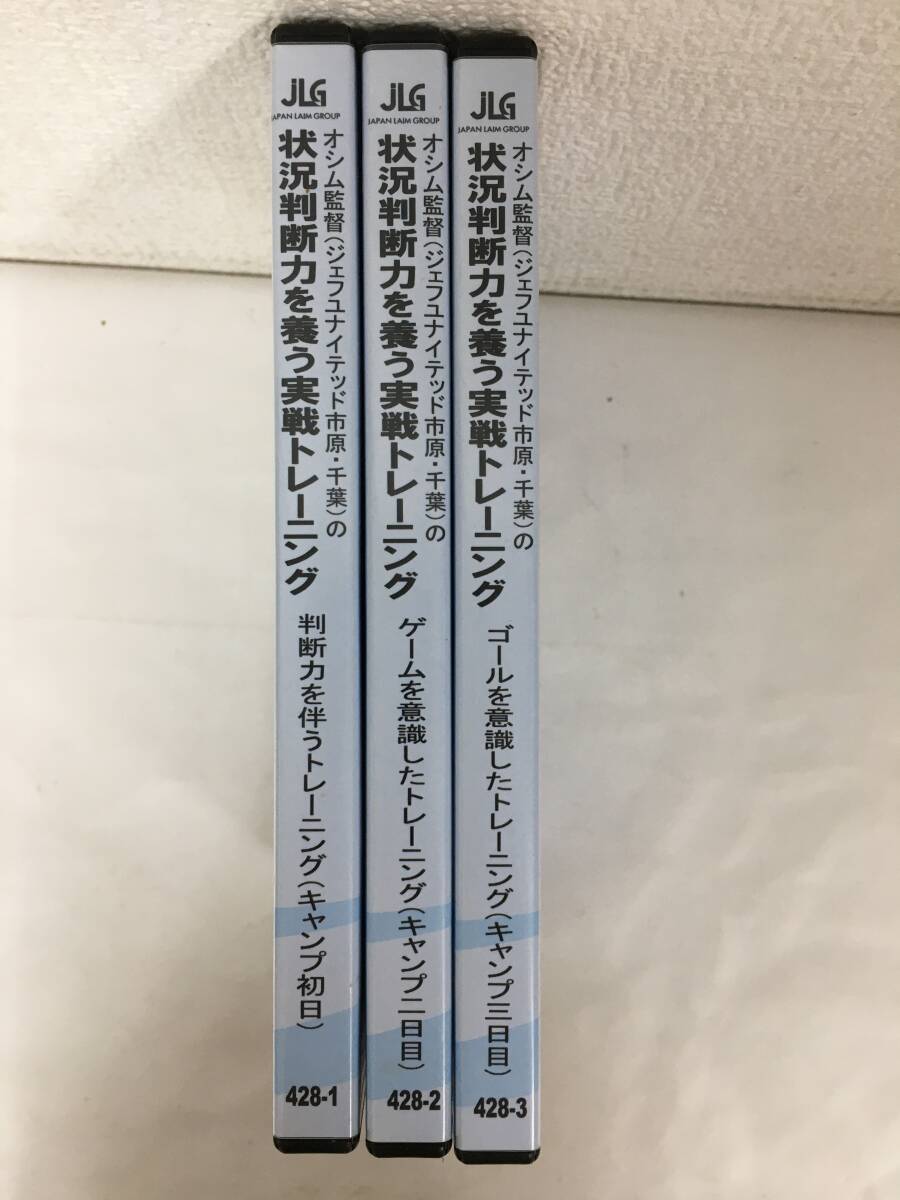 JLG
JAPAN LAIM GROUP
オシム監督(ジェフユナイテッド市原・千葉)の
状況判断力を養う実戦トレーニング
判断力を伴うトレーニング(キャンプ初日)
428-1
JLG
JAPAN LAIM GROUP
オシム監督(ジェフユナイテッド市原・千葉)の
状況判断力を養う実戦トレーニング
ゲームを意識したトレーニング(キャンプ二日目)
428-2
JLG
JAPAN LAIM GROUP
オシム監督(ジェフユナイテッド市原・千葉)の
状況判断力を養う実戦トレーニング
ゴールを意識したトレーニング(キャンプ三日目)
428-3